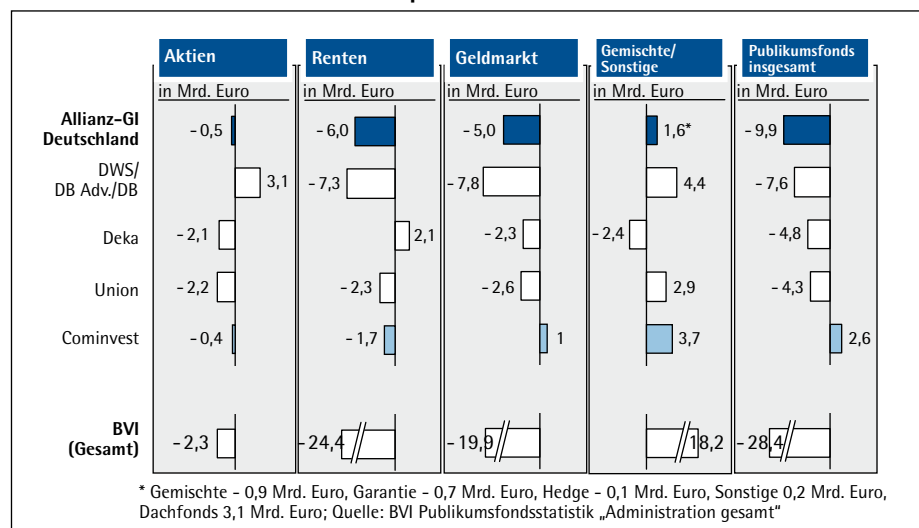 Aktien Renten Geldmarkt Gemischte/ Sonstige Publikumsfonds insgesamt
in Mrd. Euro in Mrd. Euro in Mrd. Euro in Mrd. Euro in Mrd. Euro
Allianz-GI Deutschland - 0,5 - 6,0 - 5,0 1,6* - 9,9
DWS/ DB Adv./DB 3,1 - 7,3 - 7,8 4,4 - 7,6
Deka - 2,1 2,1 - 2,3 - 2,4 - 4,8
Union - 2,2 - 2,3 - 2,6 2,9 - 4,3
Cominvest - 0,4 - 1,7 1 3,7 2,6
BVI (Gesamt) - 2,3 - 24,4 - 19,9 18,2 - 28,4
* Gemischte - 0,9 Mrd. Euro, Garantie - 0,7 Mrd. Euro, Hedge - 0,1 Mrd. Euro, Sonstige 0,2 Mrd. Euro,
Dachfonds 3,1 Mrd. Euro; Quelle: BVI Publikumsfondsstatistik „Administration gesamt“